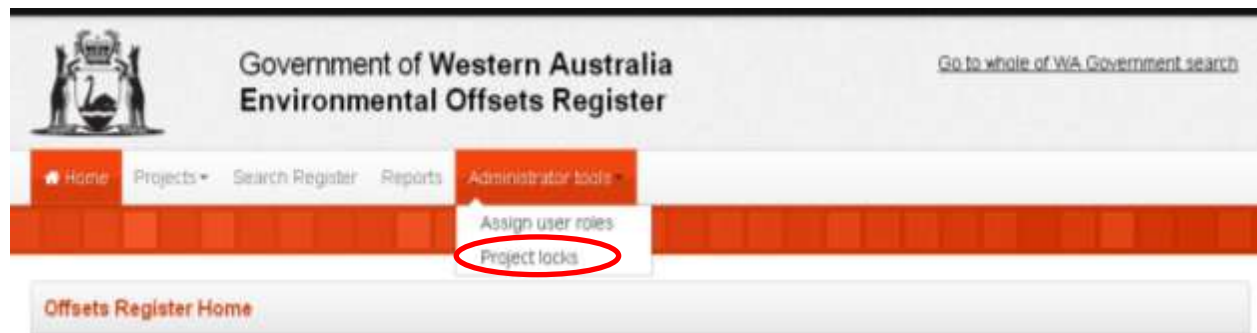 Government of Western Australia
Environmental Offsets Register
Go to whole of WA Government search
Home Projects Search Register Reports Administrator tools
Assign user roles
Project locks
Offsets Register Home